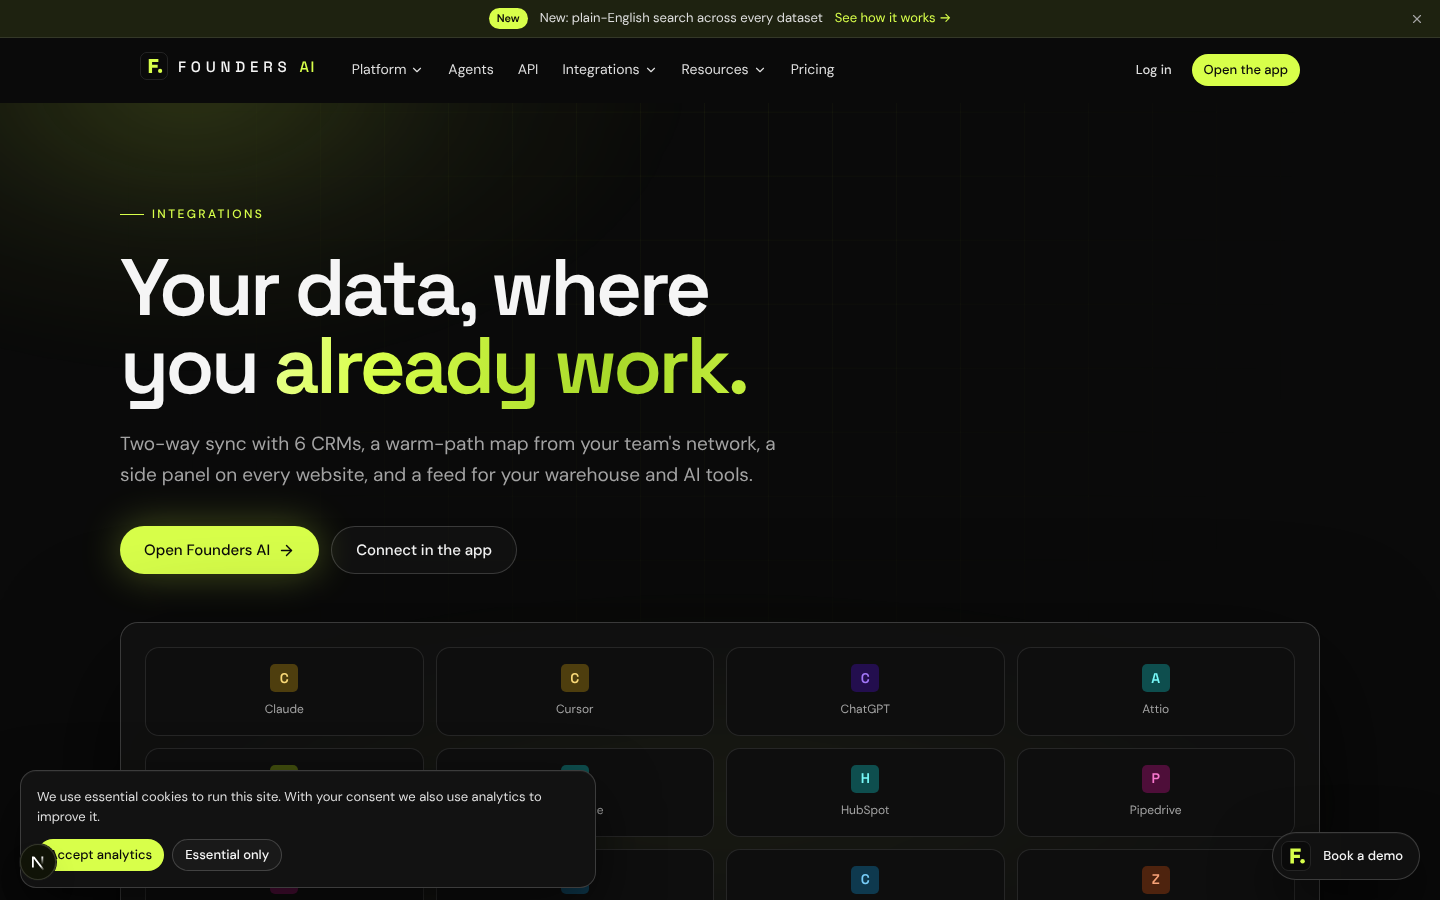 New New: plain-English search across every dataset See how it works →
F. FOUNDERS AI Platform Agents API Integrations Resources Pricing Log in Open the app
INTEGRATIONS
Your data, where
you already work.
Two-way sync with 6 CRMs, a warm-path map from your team's network, a
side panel on every website, and a feed for your warehouse and AI tools.
Open Founders AI → Connect in the app
C C C A
Claude Cursor ChatGPT Attio
H P
HubSpot Pipedrive
C Z
We use essential cookies to run this site. With your consent we also use analytics to
improve it.
N ccept analytics Essential only
F. Book a demo